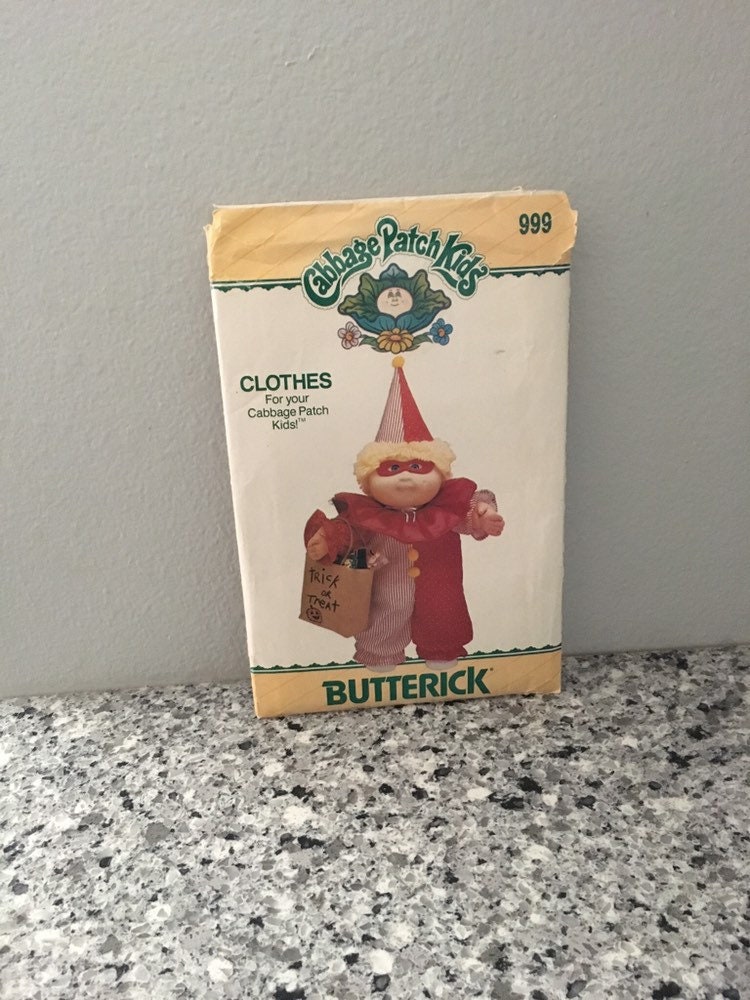 999
Cabbage Patch Kids
CLOTHES
For your
Cabbage Patch
Kids!™
TRICK
OR
TREAT
BUTTERICK®